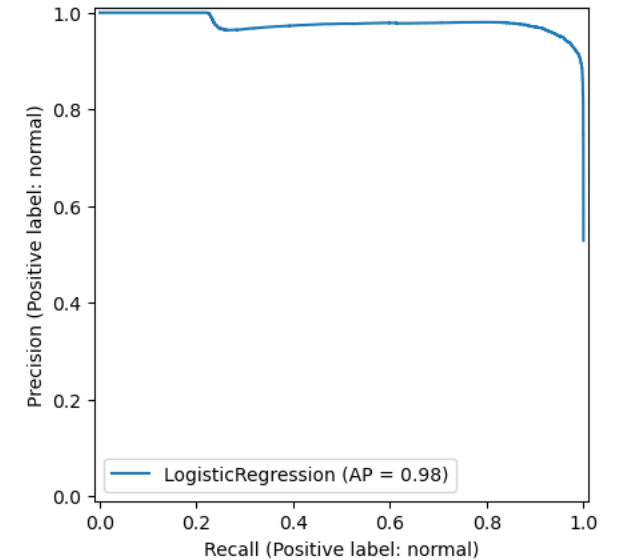 1.0
0.8
0.6
0.4
0.2
0.0
Precision (Positive label: normal)
LogisticRegression (AP = 0.98)
0.0 0.2 0.4 0.6 0.8 1.0
Recall (Positive label: normal)